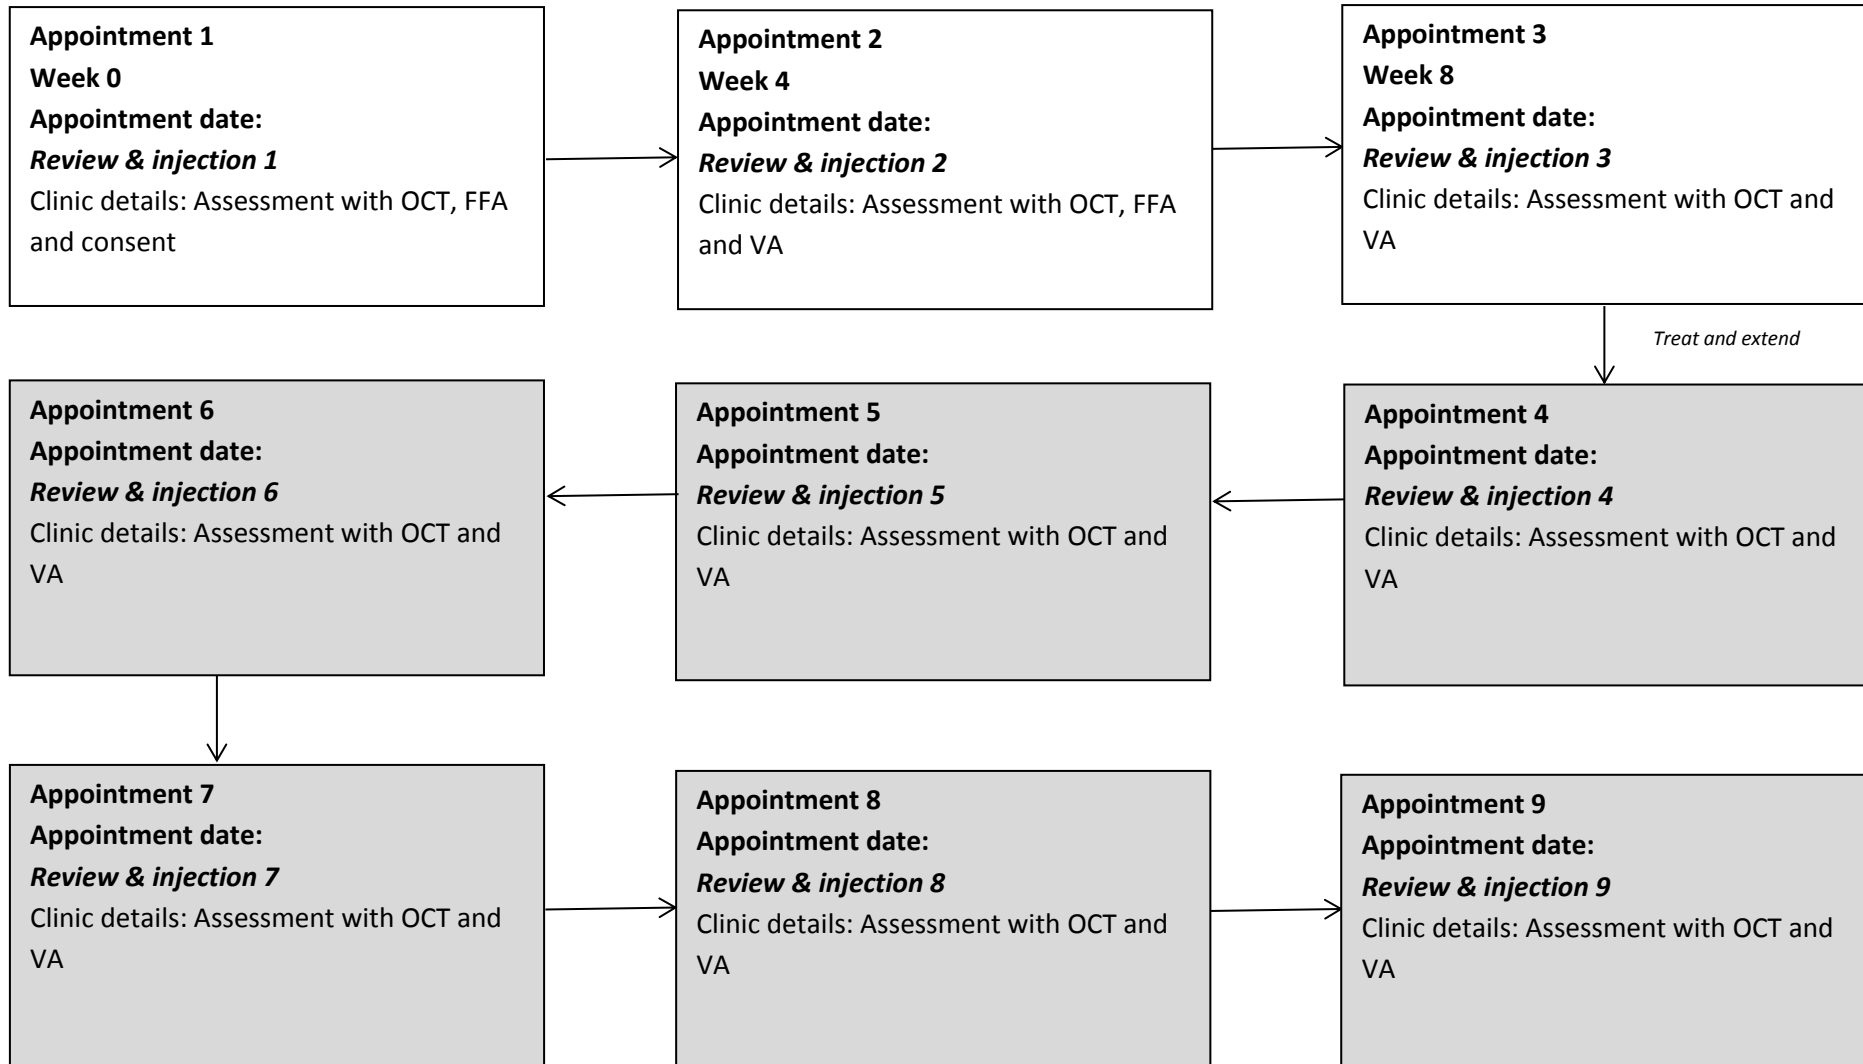 Appointment 1
Week 0
Appointment date:
Review & injection 1
Clinic details: Assessment with OCT, FFA
and consent
Appointment 2
Week 4
Appointment date:
Review & injection 2
Clinic details: Assessment with OCT, FFA
and VA
Appointment 3
Week 8
Appointment date:
Review & injection 3
Clinic details: Assessment with OCT and
VA
Treat and extend
Appointment 4
Appointment date:
Review & injection 4
Clinic details: Assessment with OCT and
VA
Appointment 5
Appointment date:
Review & injection 5
Clinic details: Assessment with OCT and
VA
Appointment 6
Appointment date:
Review & injection 6
Clinic details: Assessment with OCT and
VA
Appointment 7
Appointment date:
Review & injection 7
Clinic details: Assessment with OCT and
VA
Appointment 8
Appointment date:
Review & injection 8
Clinic details: Assessment with OCT and
VA
Appointment 9
Appointment date:
Review & injection 9
Clinic details: Assessment with OCT and
VA